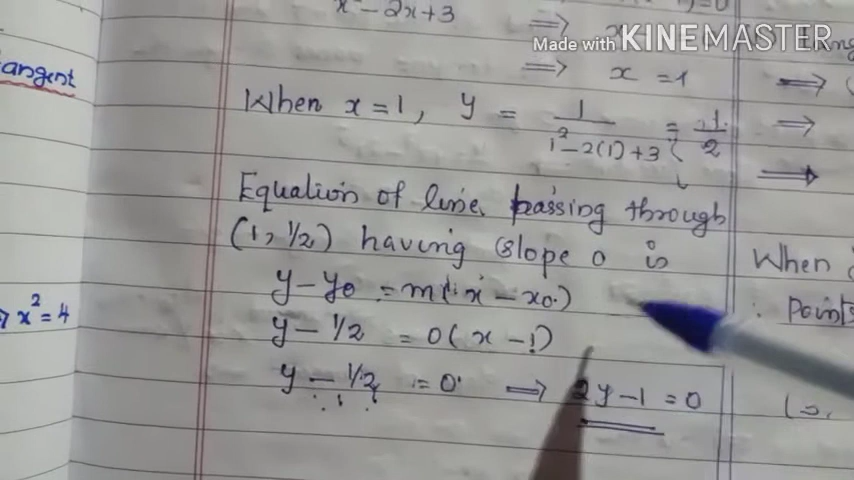 x² - 2x+3 ⇒
Made with KINEMASTER
⇒ x = 1
angent
When x = 1, y = 1 / 1² - 2(1) + 3 = 1/2
⇒
⇒
Equation of line passing through
(1, 1/2) having slope 0 is
When
y - y₀ = m(x - x₀)
Points
x² = 4
y - 1/2 = 0(x - 1)
y - 1/2 = 0 ⇒ 2y - 1 = 0